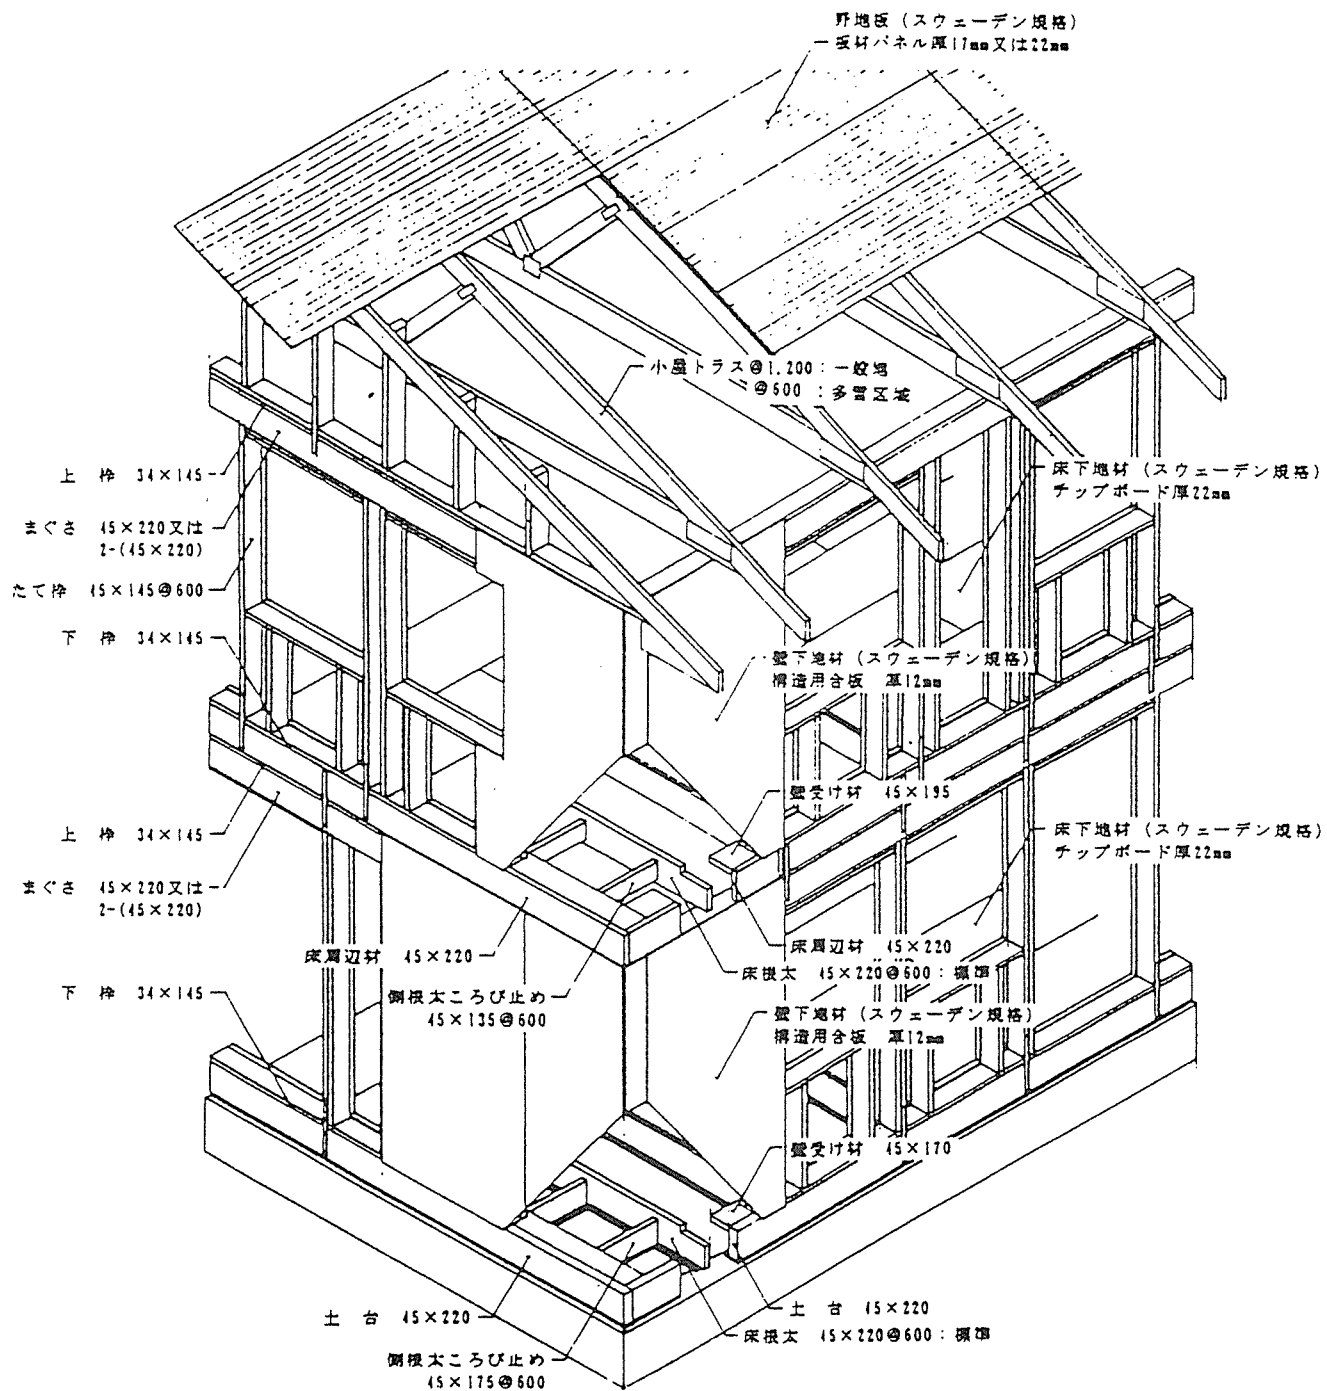 野地板（スウェーデン規格）
板材パネル厚17mm又は22mm
小屋トラス@1,200：一般地
@600：多雪区域
上 枠 34×145
まぐさ 45×220又は
2-(45×220)
たて枠 45×145@600
下 枠 34×145
床下地材（スウェーデン規格）
チップボード厚22mm
壁下地材（スウェーデン規格）
構造用合板 厚12mm
壁受け材 45×195
上 枠 34×145
まぐさ 45×220又は
2-(45×220)
床下地材（スウェーデン規格）
チップボード厚22mm
床周辺材 45×220
床周辺材 45×220
床根太 45×220@600：標準
下 枠 34×145
側根太ころび止め
45×135@600
壁下地材（スウェーデン規格）
構造用合板 厚12mm
壁受け材 45×170
土 台 45×220
土 台 45×220
床根太 45×220@600：標準
側根太ころび止め
45×175@600